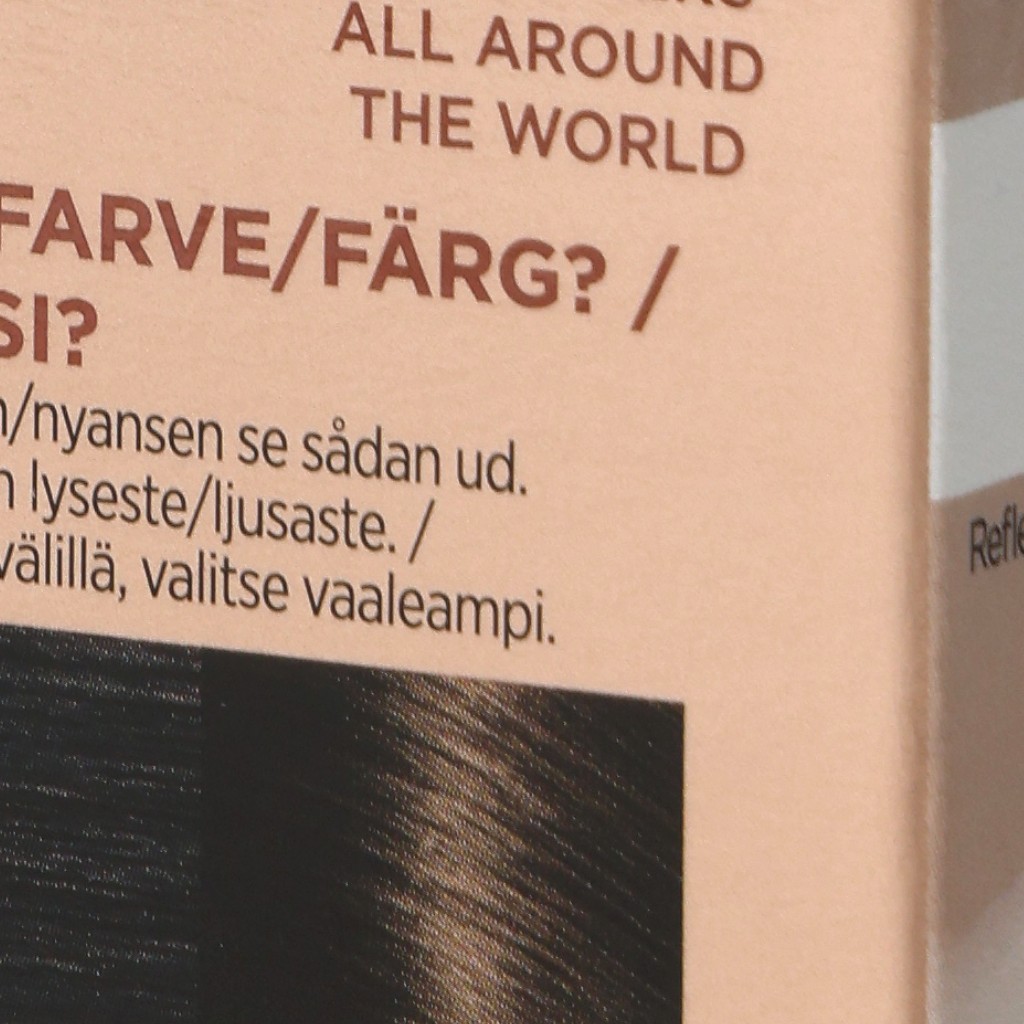 ALL AROUND
THE WORLD
FARVE/FÄRG? /
SI?
/nyansen se sådan ud.
n lyseste/ljusaste. /
välillä, valitse vaaleampi.
Refle